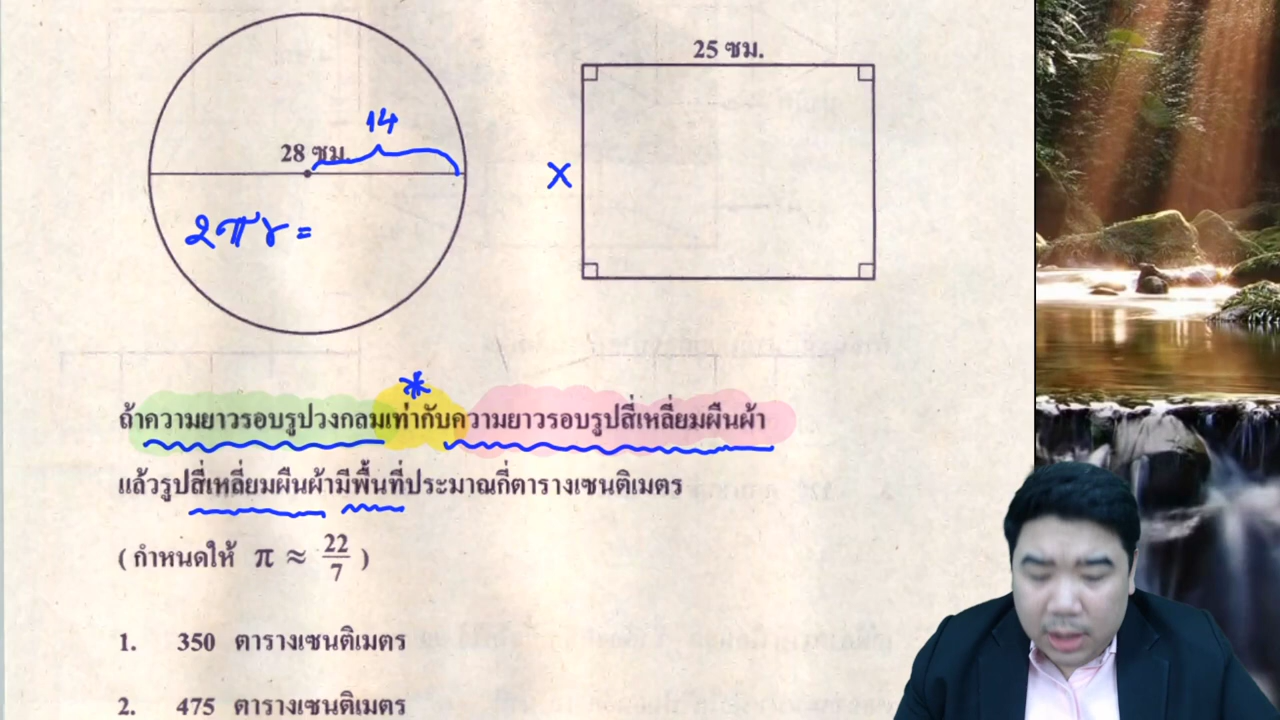 25 ซม.
14
28 ซม.
X
2πr =
*
ถ้าความยาวรอบรูปวงกลมเท่ากับความยาวรอบรูปสี่เหลี่ยมผืนผ้า
แล้วรูปสี่เหลี่ยมผืนผ้ามีพื้นที่ประมาณกี่ตารางเซนติเมตร
( กำหนดให้ π ≈ 22/7 )
1. 350 ตารางเซนติเมตร
2. 475 ตารางเซนติเมตร